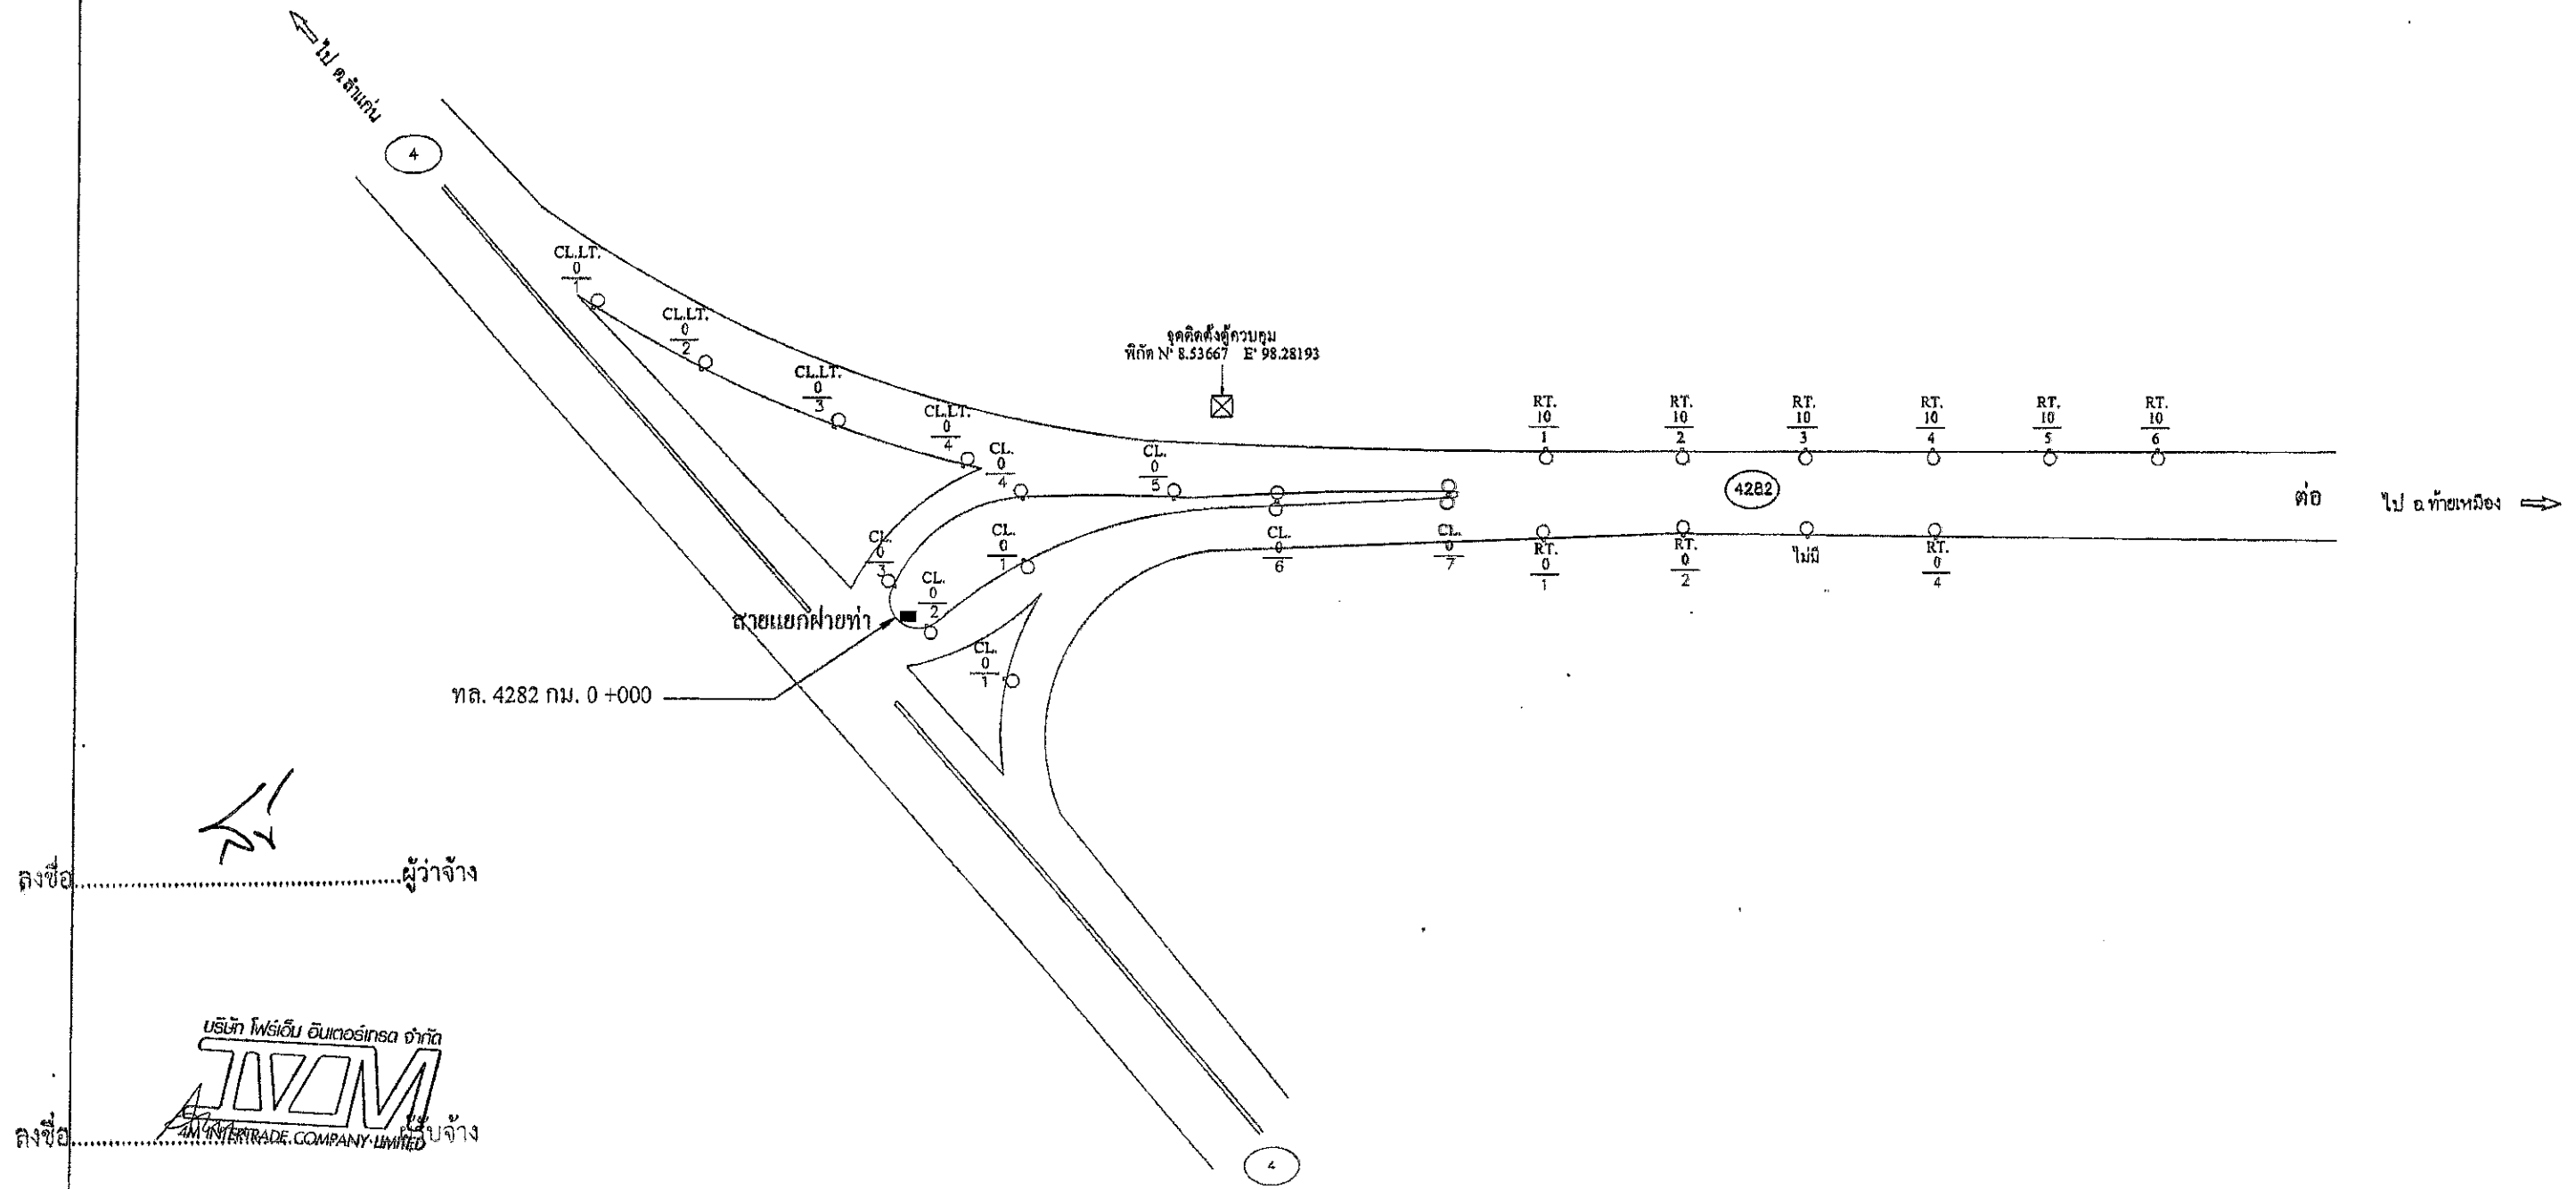 ไป ต.ลำแก่น
4
CL.LT.
0
1
CL.LT.
0
2
CL.LT.
0
3
CL.LT.
0
4
จุดติดตั้งตู้ควบคุม
พิกัด N° 8.53667 E° 98.28193
CL.
0
4
CL.
0
5
RT.
10
1
RT.
10
2
RT.
10
3
RT.
10
4
RT.
10
5
RT.
10
6
4282
ต่อ
ไป อ.ท้ายเหมือง
CL.
0
3
CL.
0
1
CL.
0
2
CL.
0
6
CL.
0
7
RT.
0
1
RT.
0
2
ไม่มี
RT.
0
4
สายแยกฝายท่า
CL.
0
1
ทล. 4282 กม. 0 +000
ลงชื่อ ผู้ว่าจ้าง
บริษัท โฟร์เอ็ม อินเตอร์เทรด จำกัด
IVM
4M INTERTRADE COMPANY LIMITED
ลงชื่อ ผู้รับจ้าง
4